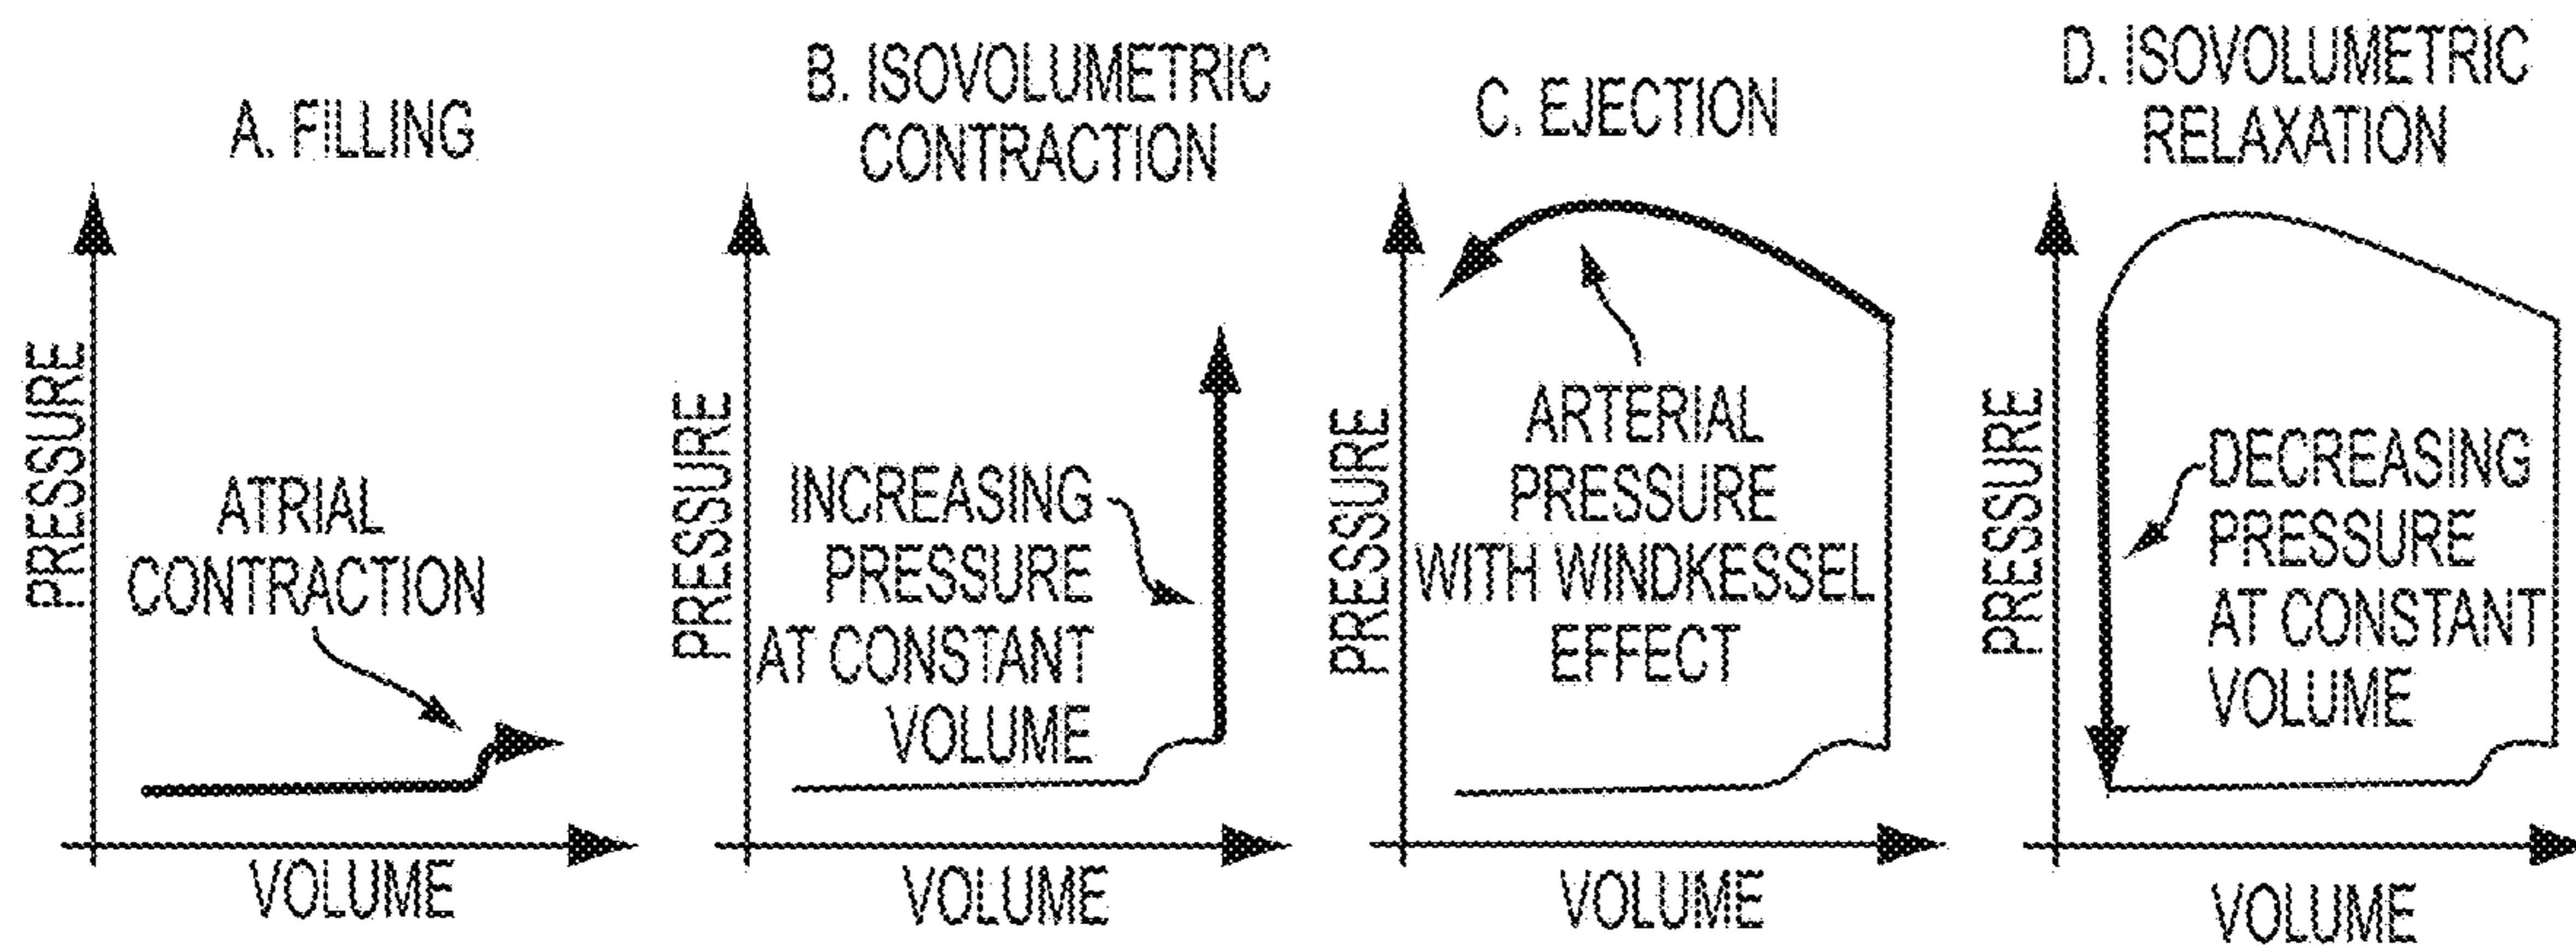 A. FILLING
PRESSURE
ATRIAL
CONTRACTION
VOLUME
B. ISOVOLUMETRIC
CONTRACTION
PRESSURE
INCREASING
PRESSURE
AT CONSTANT
VOLUME
VOLUME
C. EJECTION
PRESSURE
ARTERIAL
PRESSURE
WITH WINDKESSEL
EFFECT
VOLUME
D. ISOVOLUMETRIC
RELAXATION
PRESSURE
DECREASING
PRESSURE
AT CONSTANT
VOLUME
VOLUME